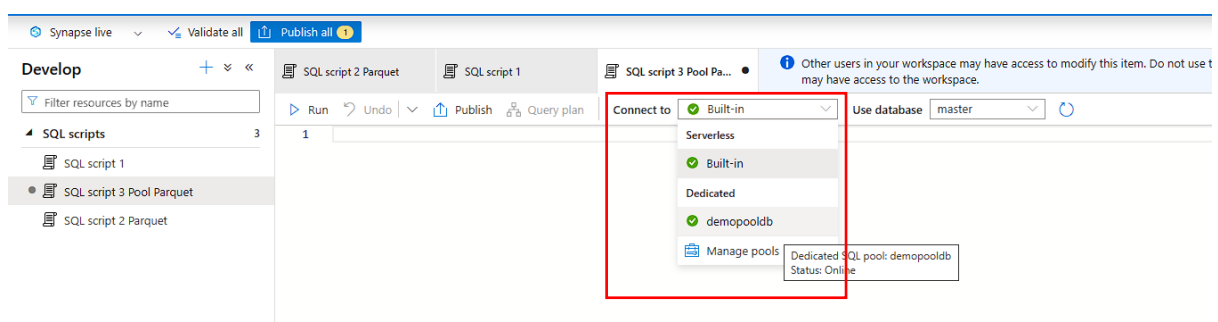 Synapse live
Validate all
Publish all 1
Develop
Filter resources by name
SQL scripts 3
SQL script 1
SQL script 3 Pool Parquet
SQL script 2 Parquet
SQL script 2 Parquet
SQL script 1
SQL script 3 Pool Pa...
Other users in your workspace may have access to modify this item. Do not use t
may have access to the workspace.
Run Undo Publish Query plan Connect to Built-in Use database master
1
Serverless
Built-in
Dedicated
demopooldb
Manage pools
Dedicated SQL pool: demopooldb
Status: Online